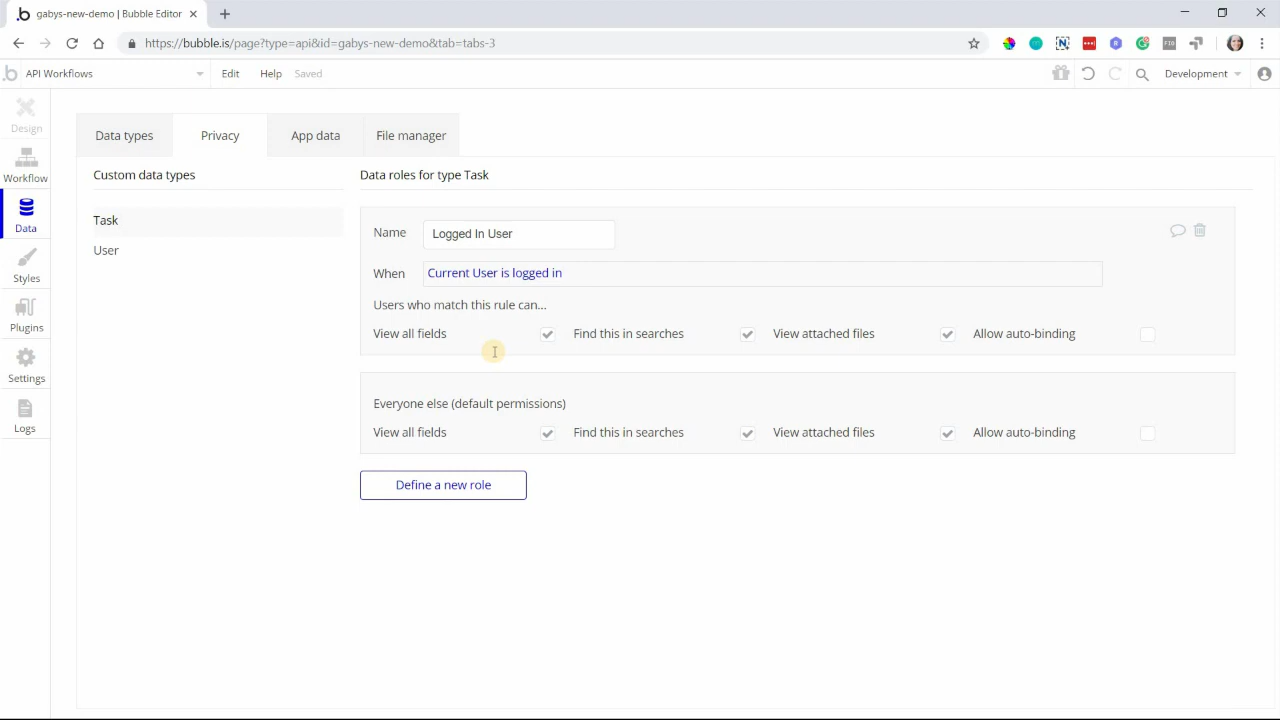 gabys-new-demo | Bubble Editor
https://bubble.is/page?type=api&id=gabys-new-demo&tab=tabs-3
API Workflows
Edit
Help
Saved
Development
Design
Workflow
Data
Styles
Plugins
Settings
Logs
Data types
Privacy
App data
File manager
Custom data types
Task
User
Data roles for type Task
Name
Logged In User
When
Current User is logged in
Users who match this rule can...
View all fields
Find this in searches
View attached files
Allow auto-binding
Everyone else (default permissions)
View all fields
Find this in searches
View attached files
Allow auto-binding
Define a new role